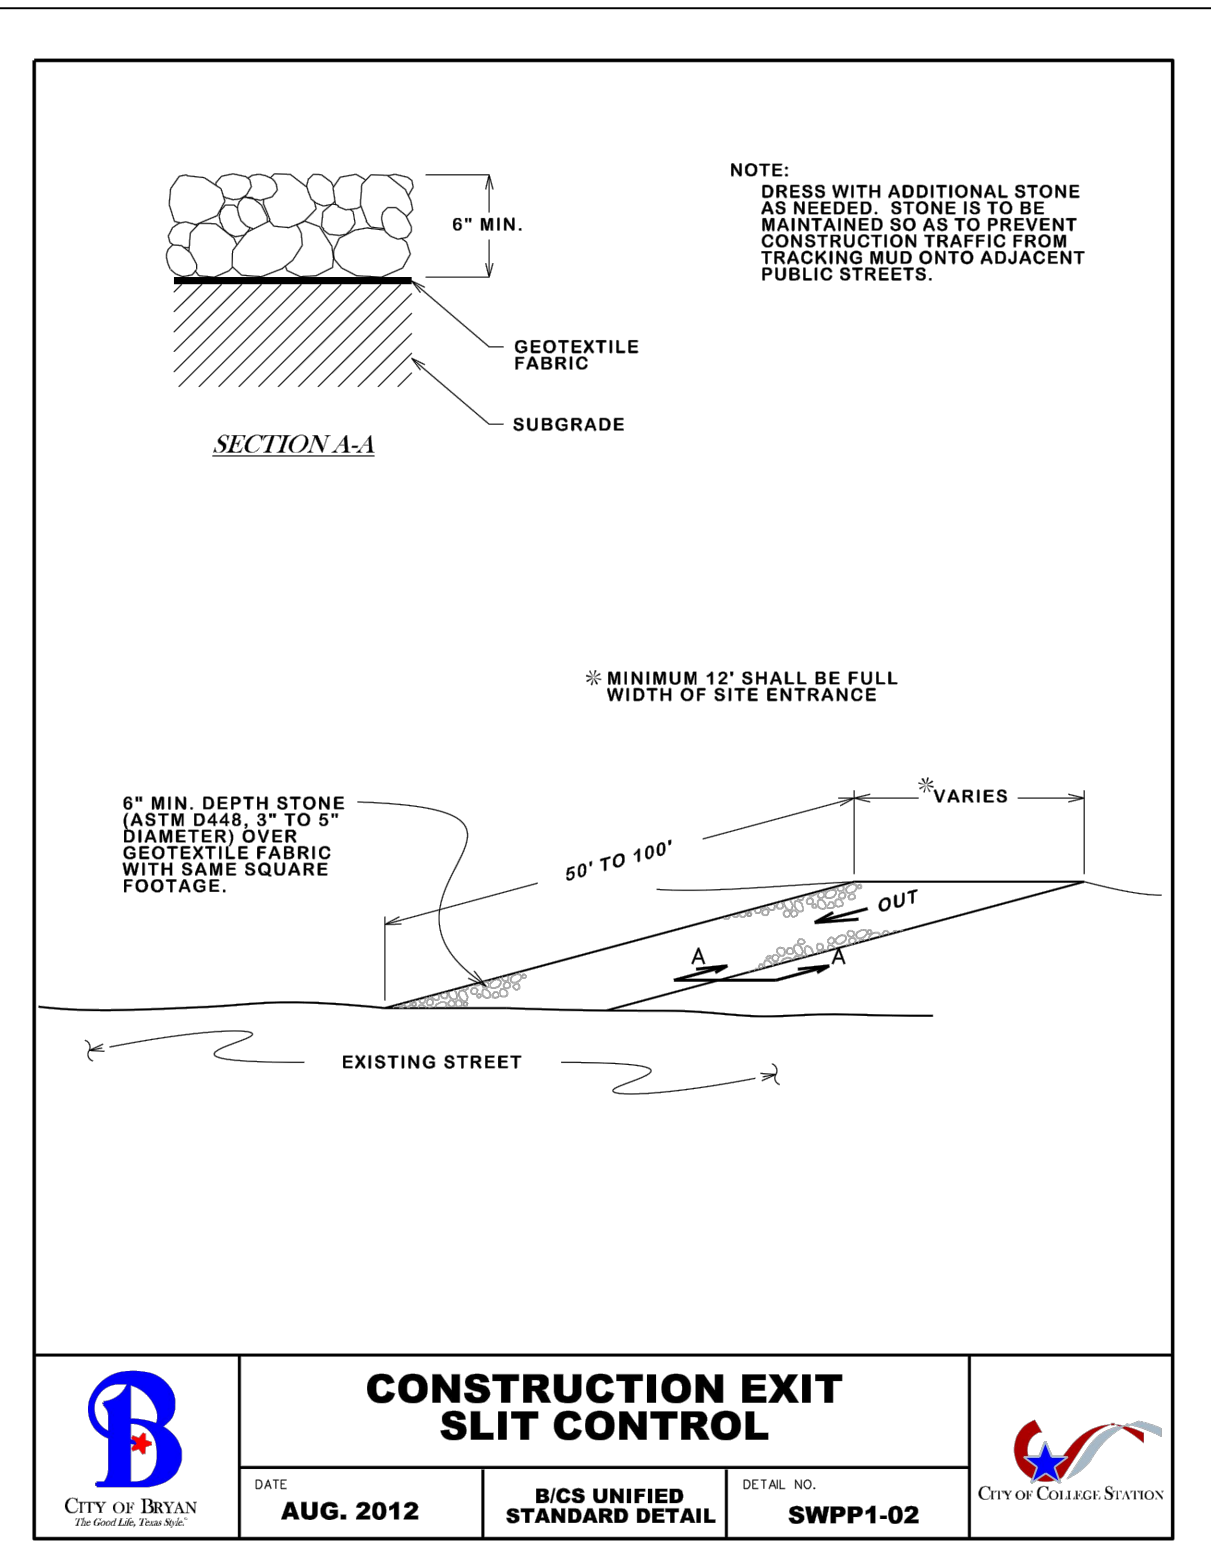 6" MIN.
GEOTEXTILE
FABRIC
SUBGRADE
SECTION A-A
NOTE:
DRESS WITH ADDITIONAL STONE
AS NEEDED. STONE IS TO BE
MAINTAINED SO AS TO PREVENT
CONSTRUCTION TRAFFIC FROM
TRACKING MUD ONTO ADJACENT
PUBLIC STREETS.
* MINIMUM 12' SHALL BE FULL
WIDTH OF SITE ENTRANCE
6" MIN. DEPTH STONE
(ASTM D448, 3" TO 5"
DIAMETER) OVER
GEOTEXTILE FABRIC
WITH SAME SQUARE
FOOTAGE.
50' TO 100'
*VARIES
OUT
A
A
EXISTING STREET
CITY OF BRYAN
The Good Life, Texas Style.™
CONSTRUCTION EXIT
SLIT CONTROL
DATE
AUG. 2012
B/CS UNIFIED
STANDARD DETAIL
DETAIL NO.
SWPP1-02
CITY OF COLLEGE STATION